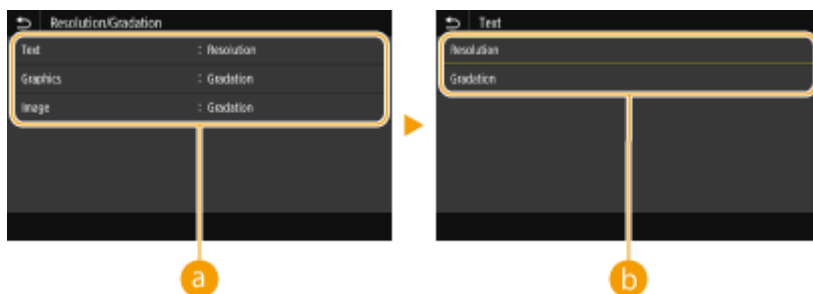 Resolution/Gradation
Text : Resolution
Graphics : Gradation
Image : Gradation
a
Text
Resolution
Gradation
b